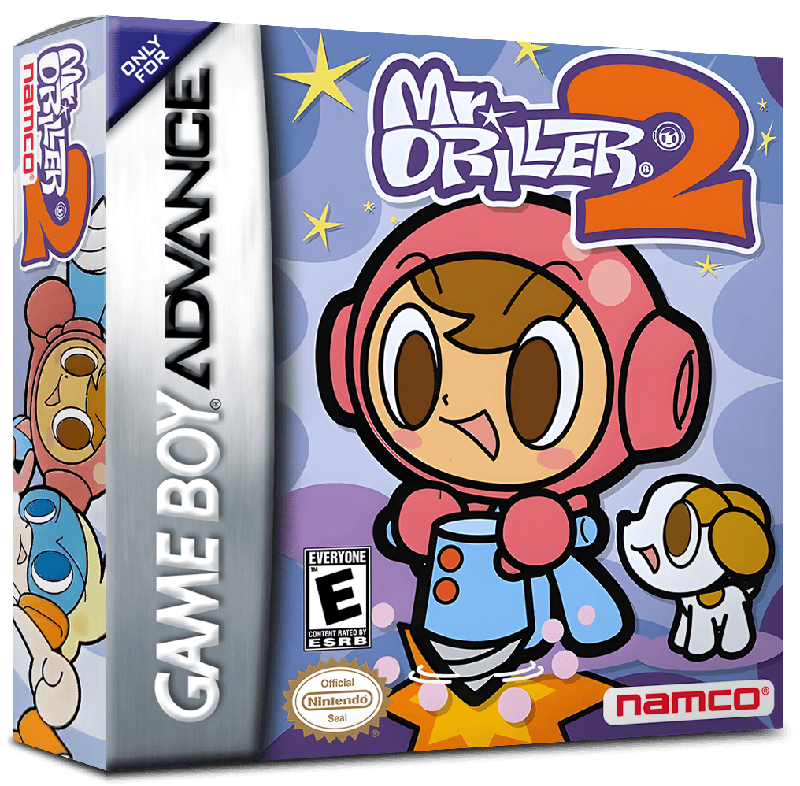 Mr.
DRILLER®
2
namco®
ONLY
FOR
GAME BOY ADVANCE
®
Mr.
DRILLER®
2
EVERYONE
™
E
CONTENT RATED BY
ESRB
Official
Nintendo
Seal
namco®